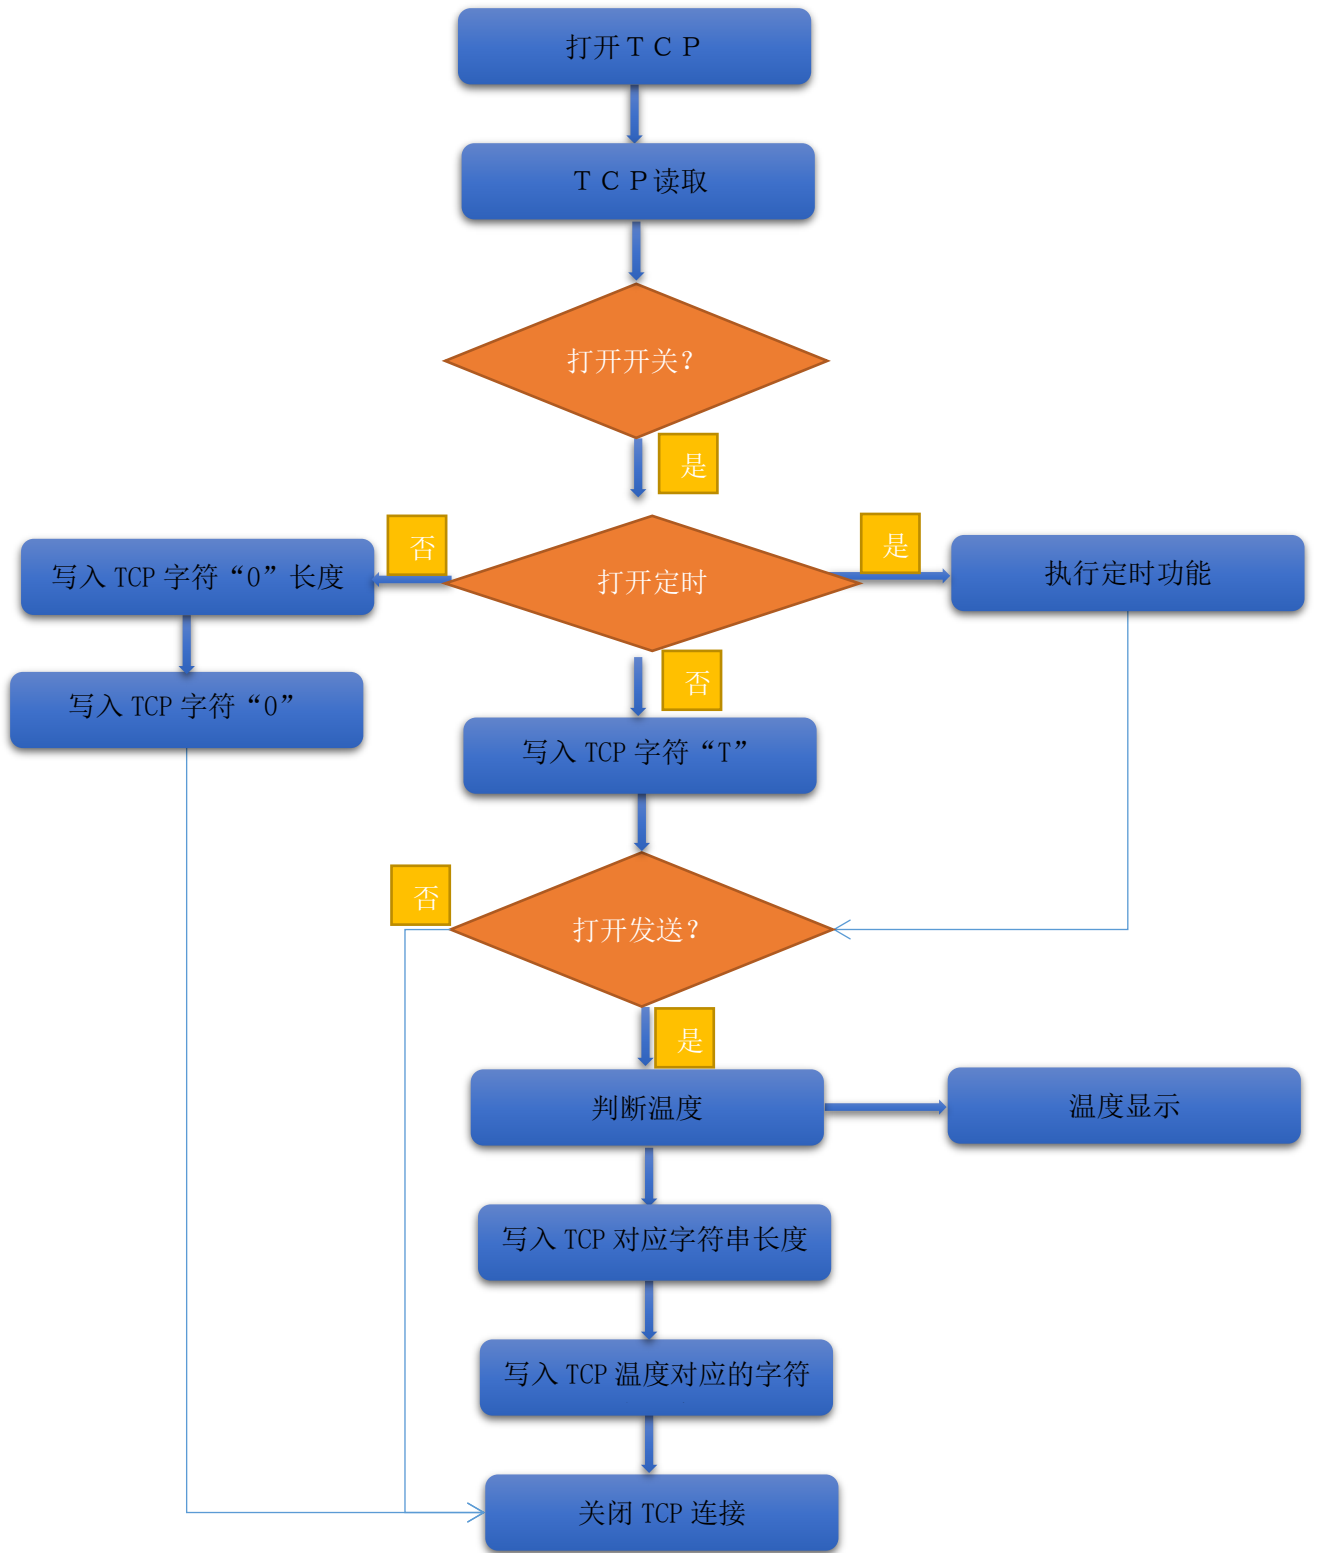 打开ＴＣＰ
ＴＣＰ读取
打开开关？
是
否
是
写入 TCP 字符“0”长度
打开定时
执行定时功能
否
写入 TCP 字符“0”
写入 TCP 字符“T”
否
打开发送？
是
判断温度
温度显示
写入 TCP 对应字符串长度
写入 TCP 温度对应的字符
关闭 TCP 连接